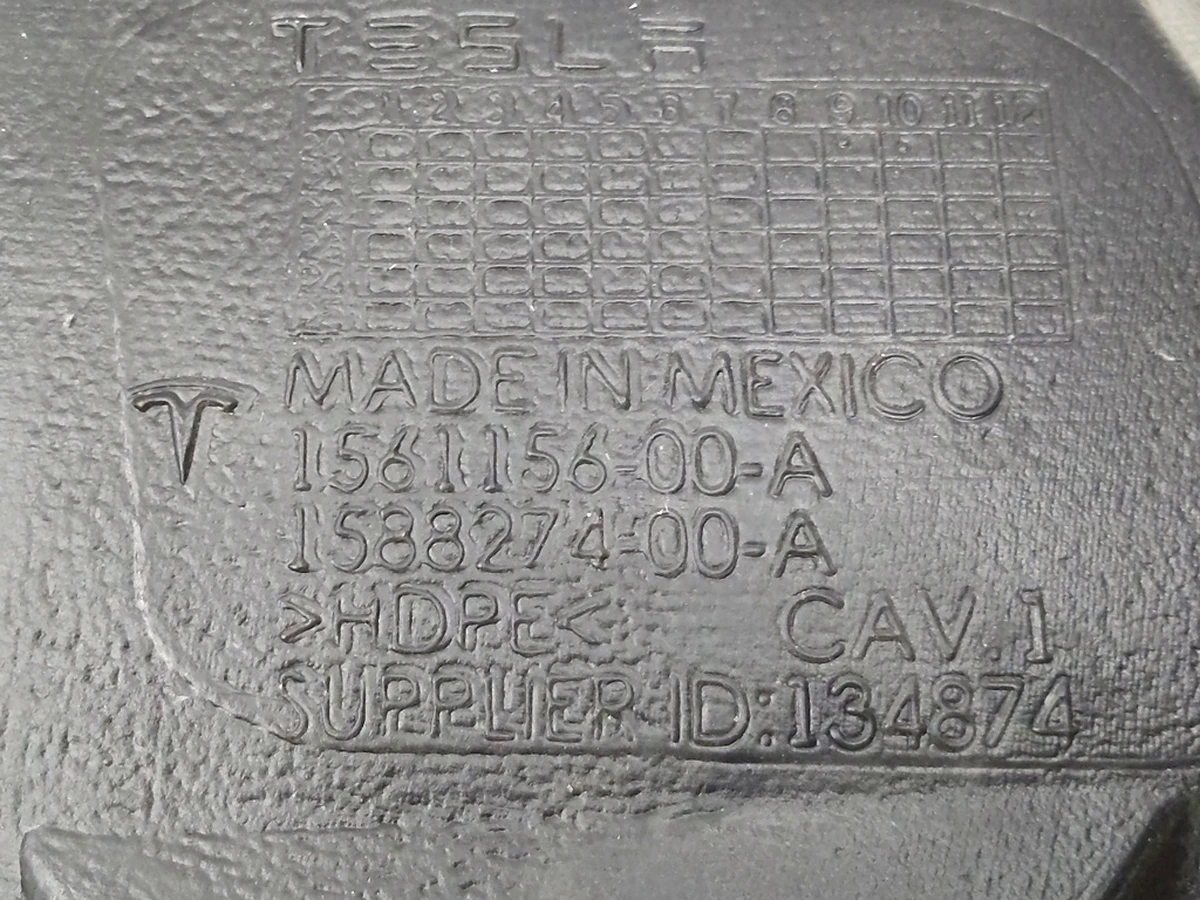 TESLA
1 2 3 4 5 6 7 8 9 10 11 12
MADE IN MEXICO
1561156-00-A
1588274-00-A
>HDPE< CAV.1
SUPPLIER ID:134874